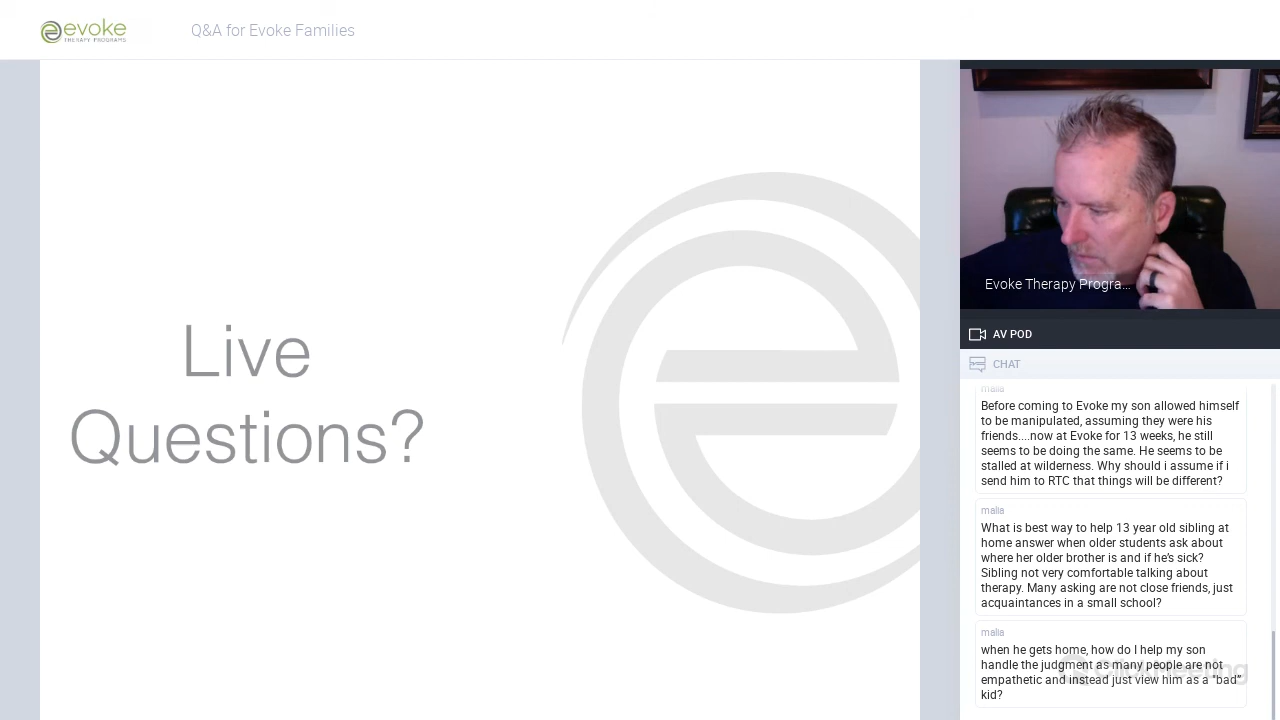 evoke
THERAPY PROGRAMS
Q&A for Evoke Families
Live
Questions?
Evoke Therapy Progra...
AV POD
CHAT
malia
Before coming to Evoke my son allowed himself
to be manipulated, assuming they were his
friends....now at Evoke for 13 weeks, he still
seems to be doing the same. He seems to be
stalled at wilderness. Why should i assume if i
send him to RTC that things will be different?
malia
What is best way to help 13 year old sibling at
home answer when older students ask about
where her older brother is and if he's sick?
Sibling not very comfortable talking about
therapy. Many asking are not close friends, just
acquaintances in a small school?
malia
when he gets home, how do I help my son
handle the judgment as many people are not
empathetic and instead just view him as a "bad"
kid?
ClickMeeting